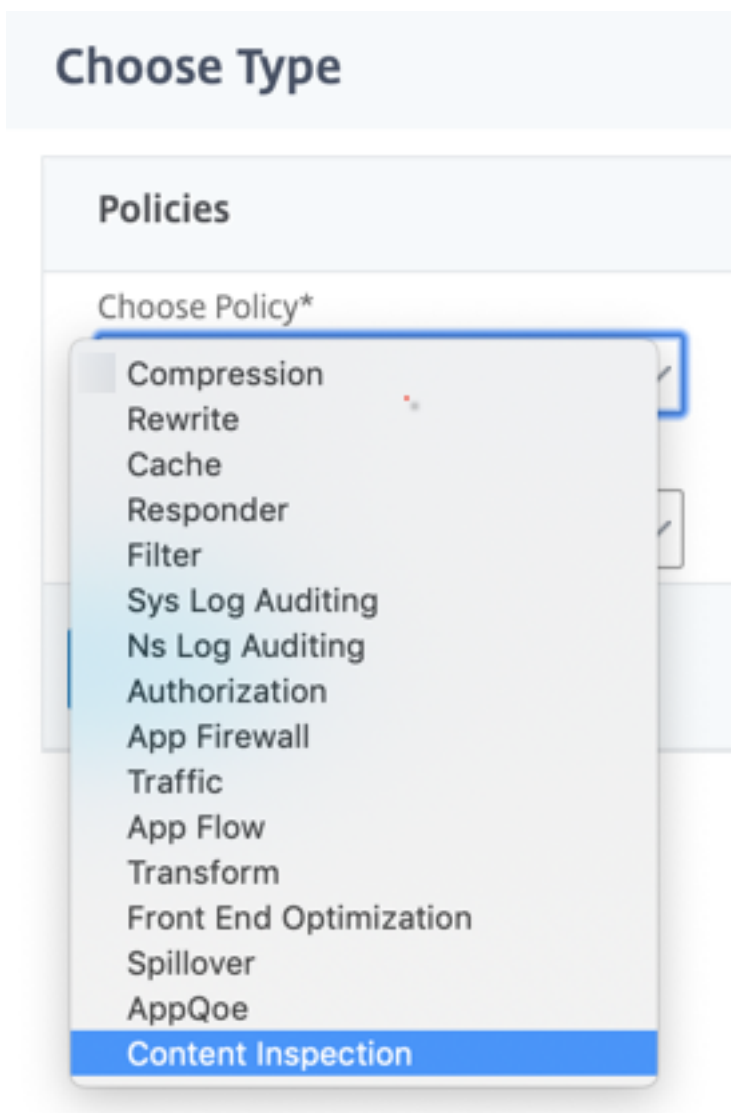 Choose Type
Policies
Choose Policy*
Compression
Rewrite
Cache
Responder
Filter
Sys Log Auditing
Ns Log Auditing
Authorization
App Firewall
Traffic
App Flow
Transform
Front End Optimization
Spillover
AppQoe
Content Inspection